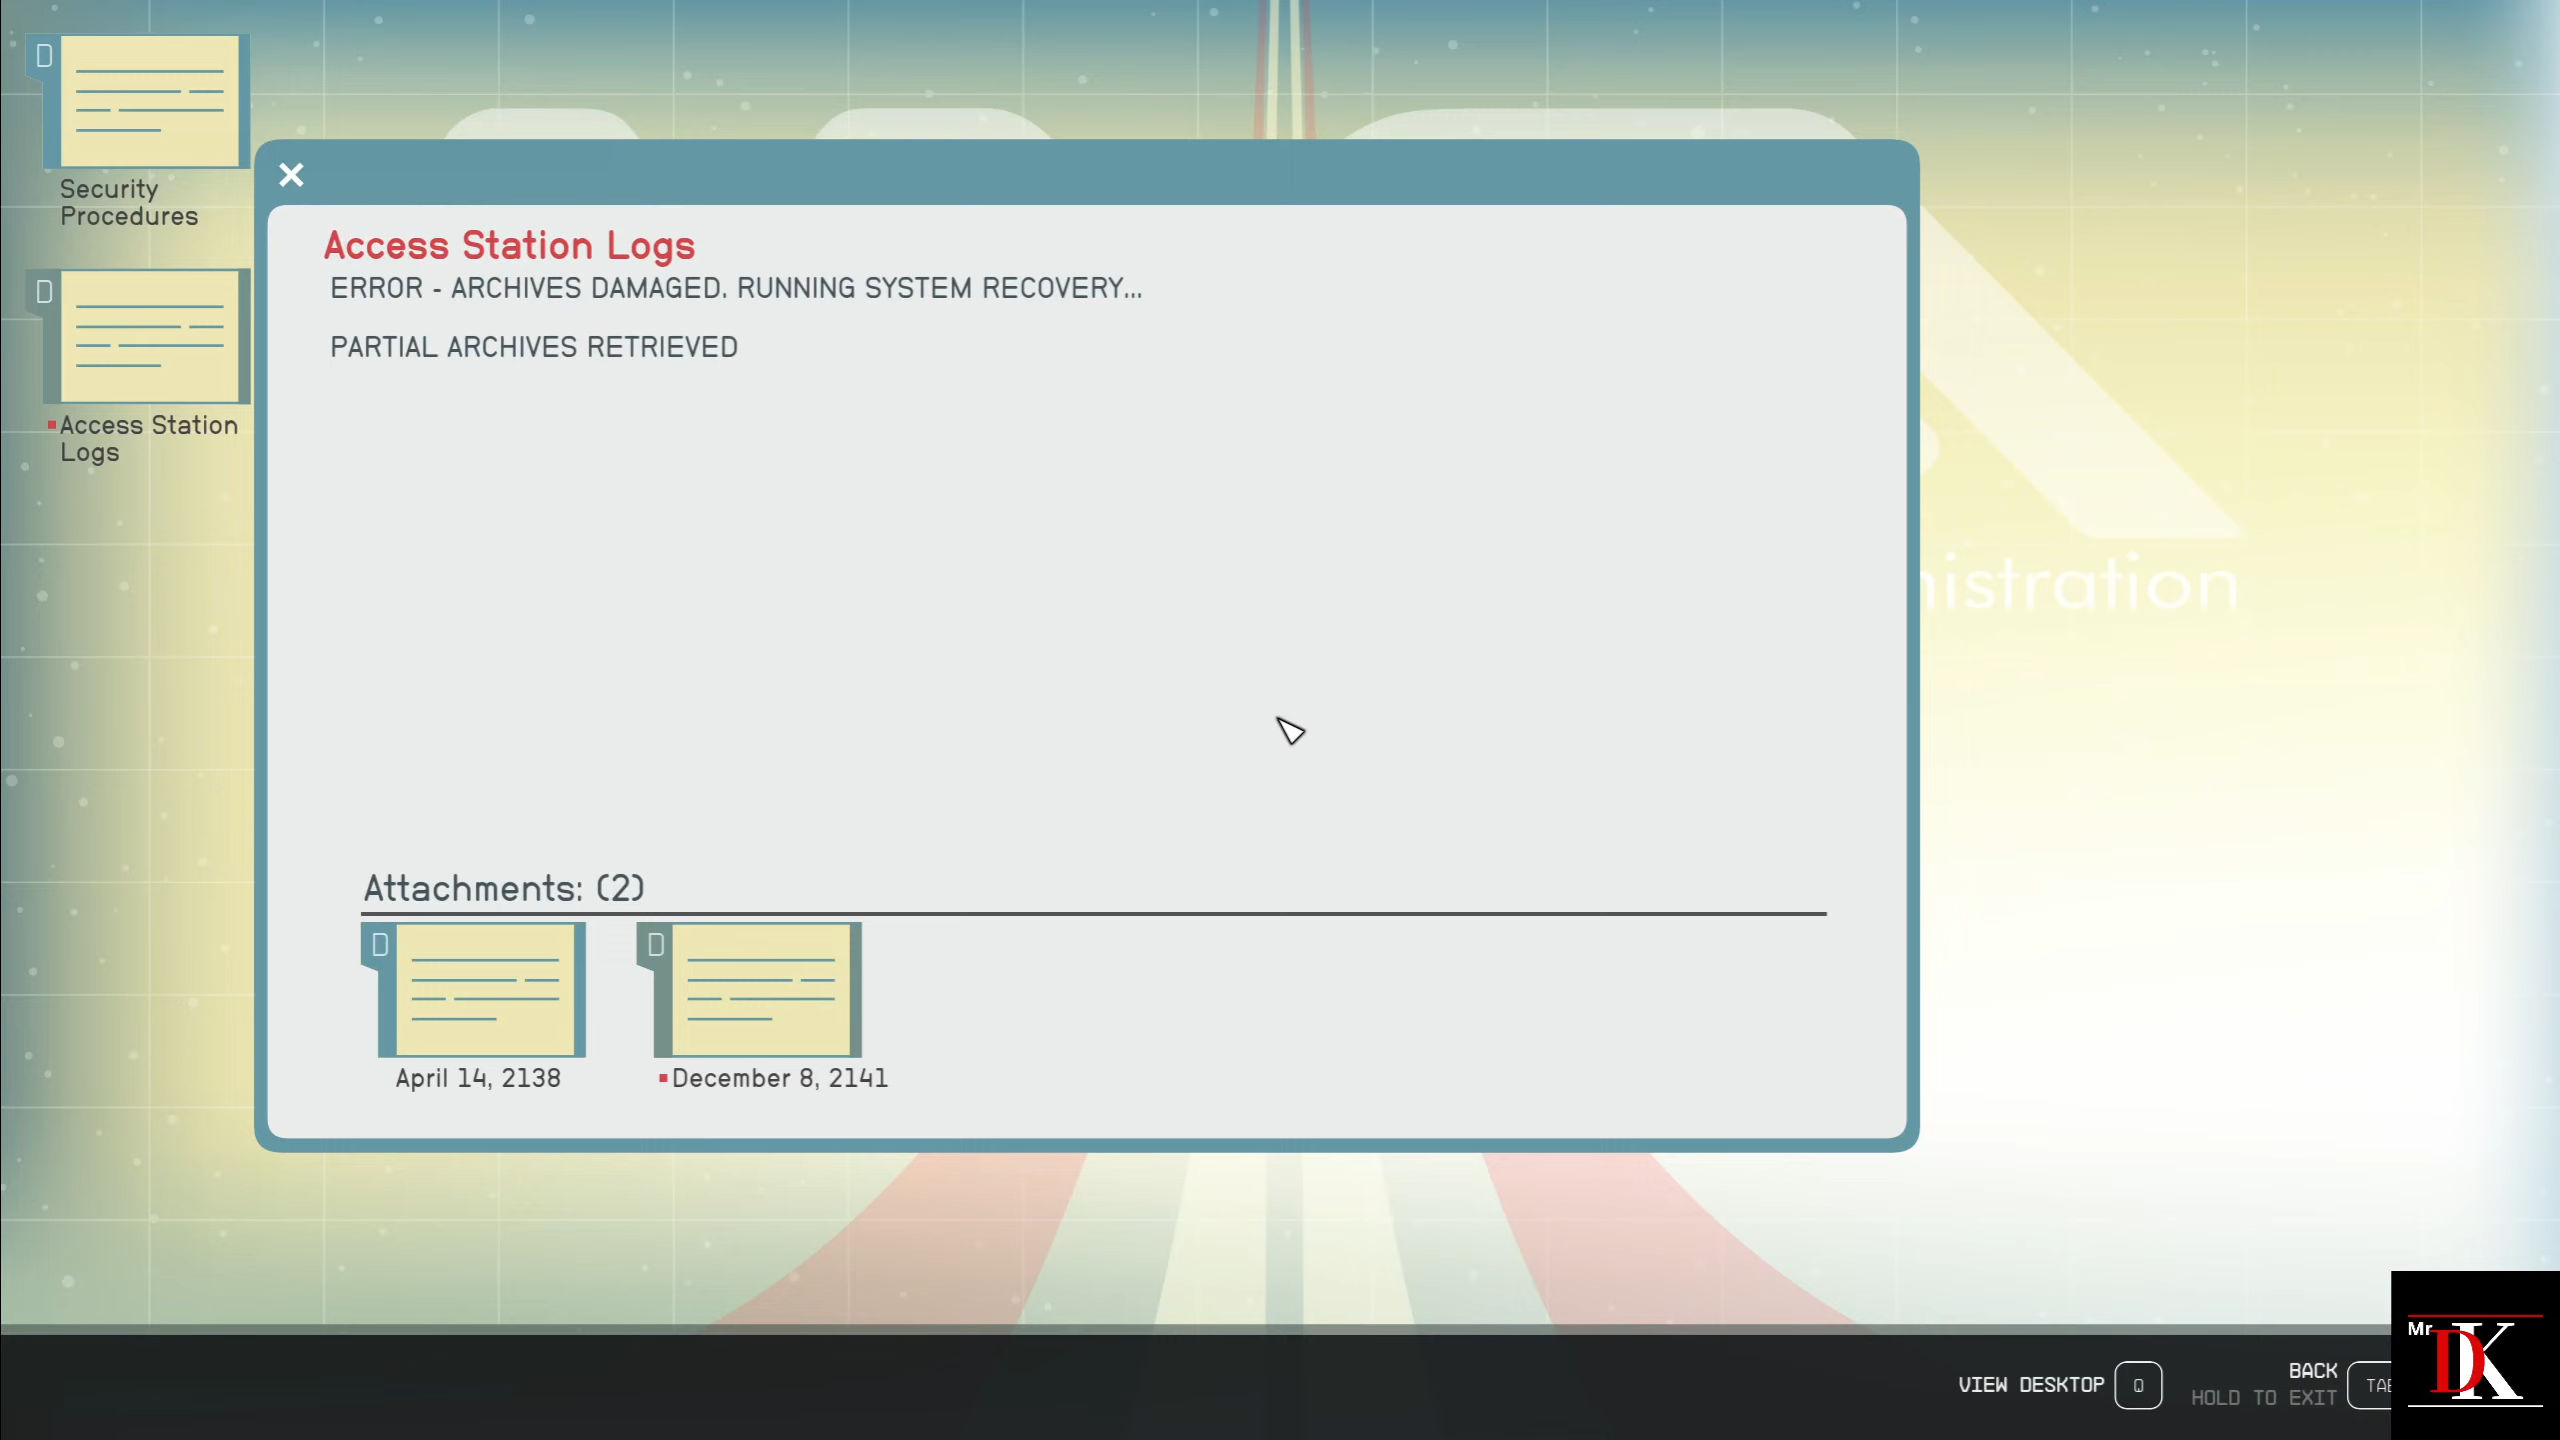 D
Security
Procedures
D
Access Station
Logs
Access Station Logs
ERROR - ARCHIVES DAMAGED. RUNNING SYSTEM RECOVERY...
PARTIAL ARCHIVES RETRIEVED
Attachments: (2)
D
D
April 14, 2138
December 8, 2141
VIEW DESKTOP Q
BACK
HOLD TO EXIT
Mr DK